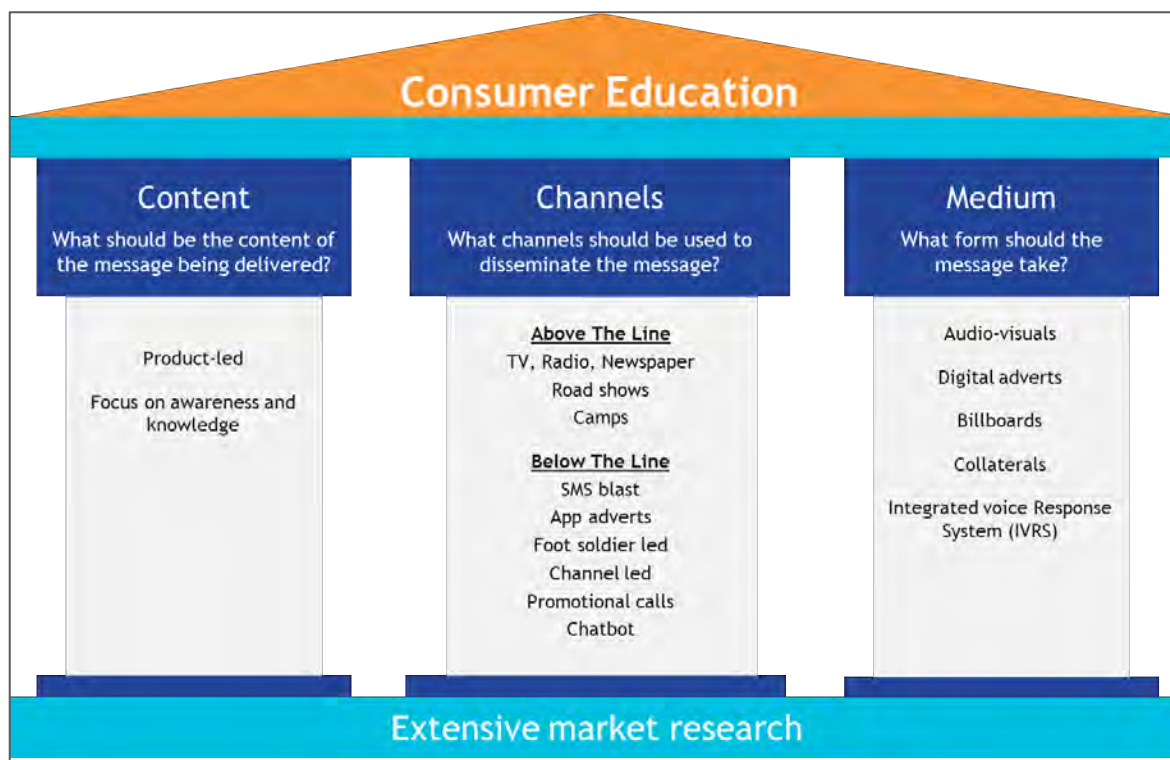 Consumer Education
Content
What should be the content of
the message being delivered?
Product-led
Focus on awareness and
knowledge
Channels
What channels should be used to
disseminate the message?
Above The Line
TV, Radio, Newspaper
Road shows
Camps
Below The Line
SMS blast
App adverts
Foot soldier led
Channel led
Promotional calls
Chatbot
Medium
What form should the
message take?
Audio-visuals
Digital adverts
Billboards
Collaterals
Integrated voice Response
System (IVRS)
Extensive market research